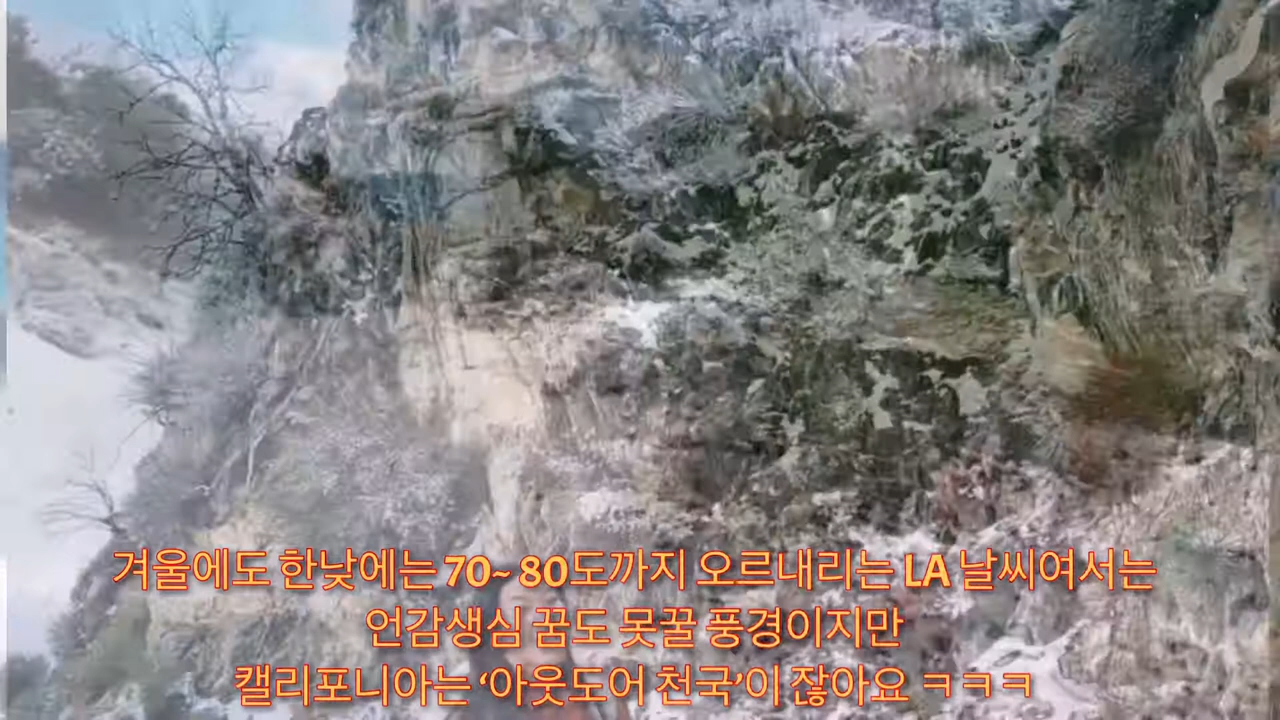 겨울에도 한낮에는 70~ 80도까지 오르내리는 LA 날씨여서는
언감생심 꿈도 못꿀 풍경이지만
캘리포니아는 ‘아웃도어 천국’이 잖아요 ㅋㅋㅋ